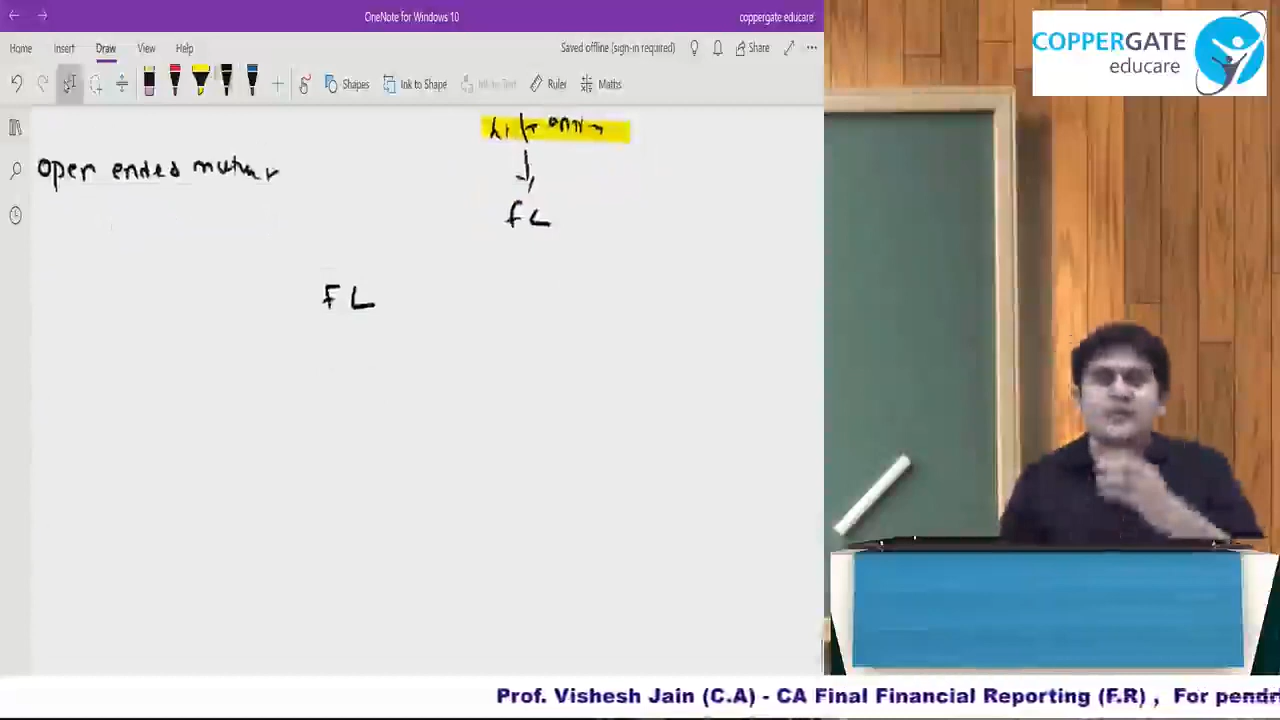 OneNote for Windows 10
coppergate educare
Home Insert Draw View Help
Saved offline (sign-in required)
Share
Shapes
Ink to Shape
Ink to Text
Ruler
Maths
COPPERGATE
educare
open ended mutual
FL
FL
Prof. Vishesh Jain (C.A) - CA Final Financial Reporting (F.R) , For pendri